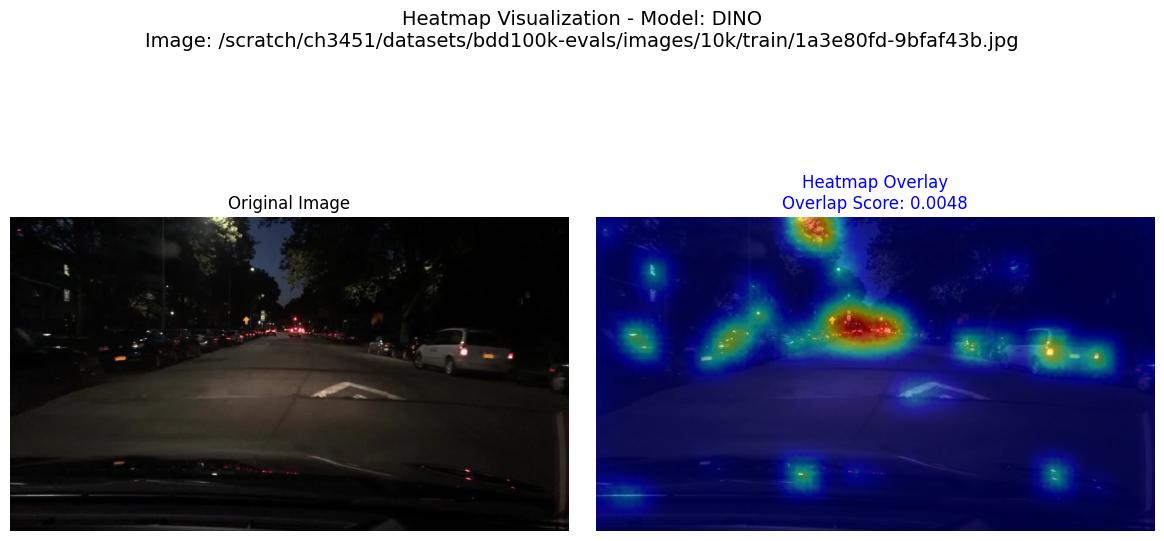 Heatmap Visualization - Model: DINO
Image: /scratch/ch3451/datasets/bdd100k-evals/images/10k/train/1a3e80fd-9bfaf43b.jpg
Original Image
Heatmap Overlay
Overlap Score: 0.0048